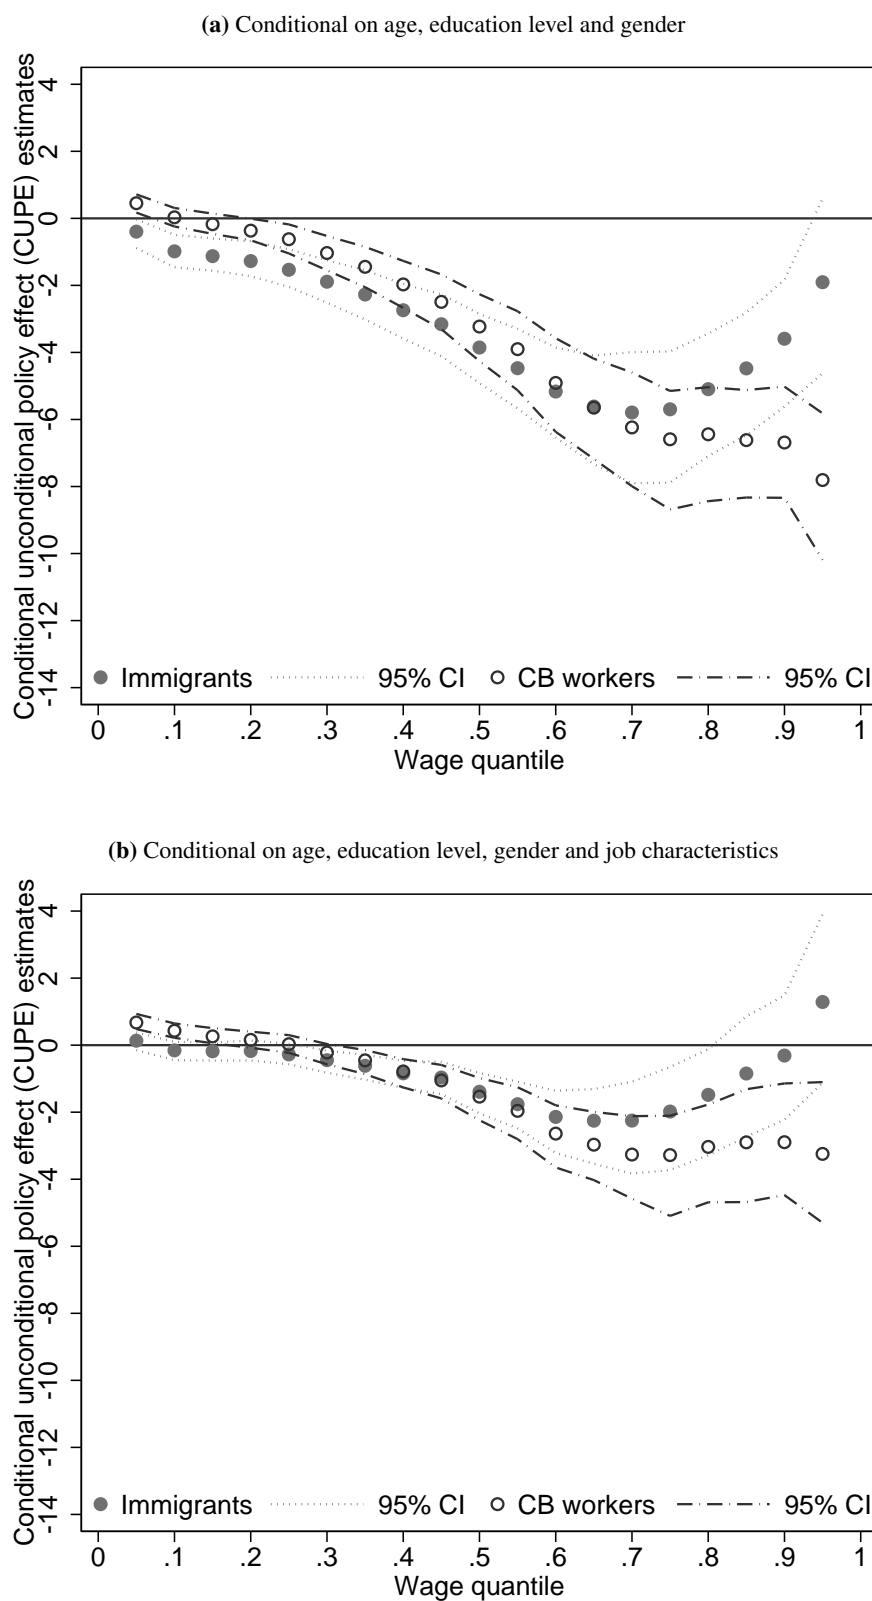 (a) Conditional on age, education level and gender
Conditional unconditional policy effect (CUPE) estimates
4
2
0
-2
-4
-6
-8
-10
-12
-14
Immigrants 95% CI CB workers 95% CI
0 .1 .2 .3 .4 .5 .6 .7 .8 .9 1
Wage quantile
(b) Conditional on age, education level, gender and job characteristics
Conditional unconditional policy effect (CUPE) estimates
4
2
0
-2
-4
-6
-8
-10
-12
-14
Immigrants 95% CI CB workers 95% CI
0 .1 .2 .3 .4 .5 .6 .7 .8 .9 1
Wage quantile